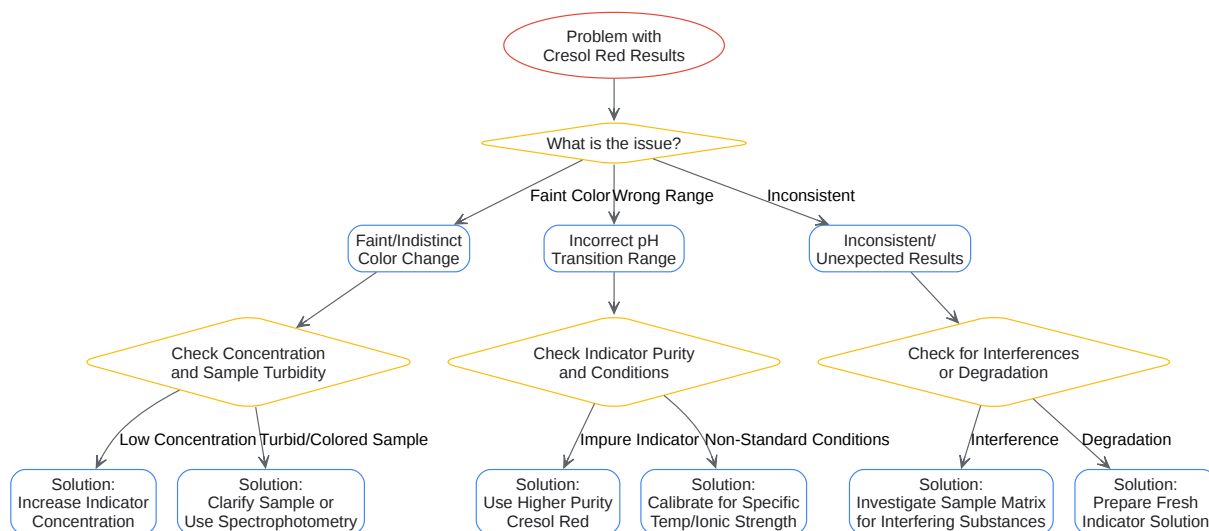 Problem with
Cresol Red Results
What is the issue?
Faint Color
Wrong Range
Inconsistent
Faint/Indistinct
Color Change
Incorrect pH
Transition Range
Inconsistent/
Unexpected Results
Check Concentration
and Sample Turbidity
Check Indicator Purity
and Conditions
Check for Interferences
or Degradation
Low Concentration
Turbid/Colored Sample
Impure Indicator
Non-Standard Conditions
Interference
Degradation
Solution:
Increase Indicator
Concentration
Solution:
Clarify Sample or
Use Spectrophotometry
Solution:
Use Higher Purity
Cresol Red
Solution:
Calibrate for Specific
Temp/Ionic Strength
Solution:
Investigate Sample Matrix
for Interfering Substances
Solution:
Prepare Fresh
Indicator Solution